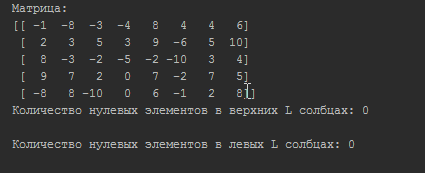 Матрица:
[[ -1 -8 -3 -4 8 4 4 6]
[ 2 3 5 3 9 -6 5 10]
[ 8 -3 -2 -5 -2 -10 3 4]
[ 9 7 2 0 7 -2 7 5]
[ -8 8 -10 0 6 -1 2 8]]
Количество нулевых элементов в верхних L солбцах: 0
Количество нулевых элементов в левых L солбцах: 0